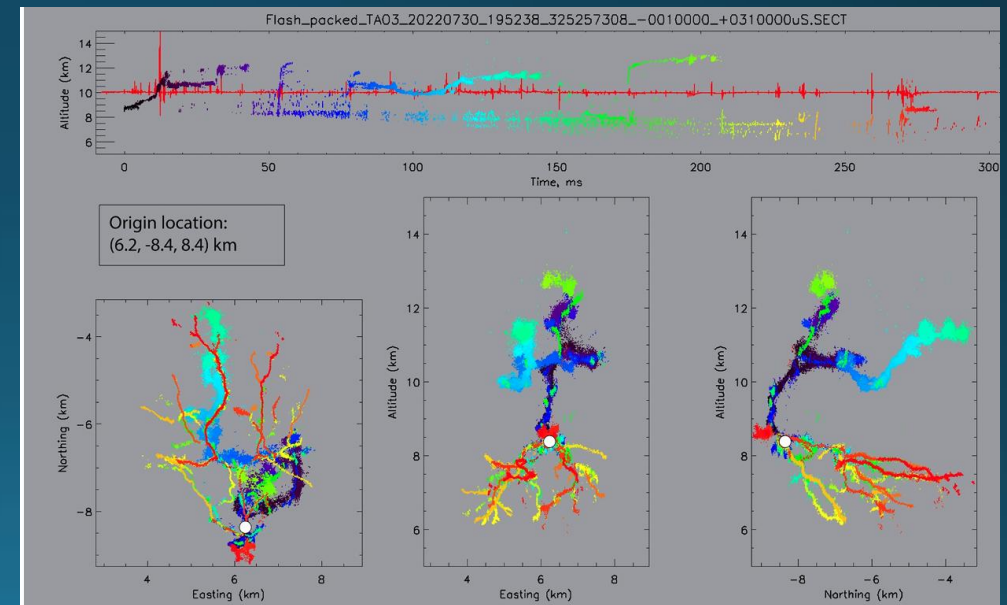 Flash_packed_TA03_20220730_195238_325257308_-0010000_+0310000uS.SECT
14
12
10
8
6
Altitude (km)
0 50 100 150 200 250 300
Time, ms
Origin location:
(6.2, -8.4, 8.4) km
-4
-6
-8
Northing (km)
4 6 8
Easting (km)
14
12
10
8
6
Altitude (km)
4 6 8
Easting (km)
14
12
10
8
6
Altitude (km)
-8 -6 -4
Northing (km)